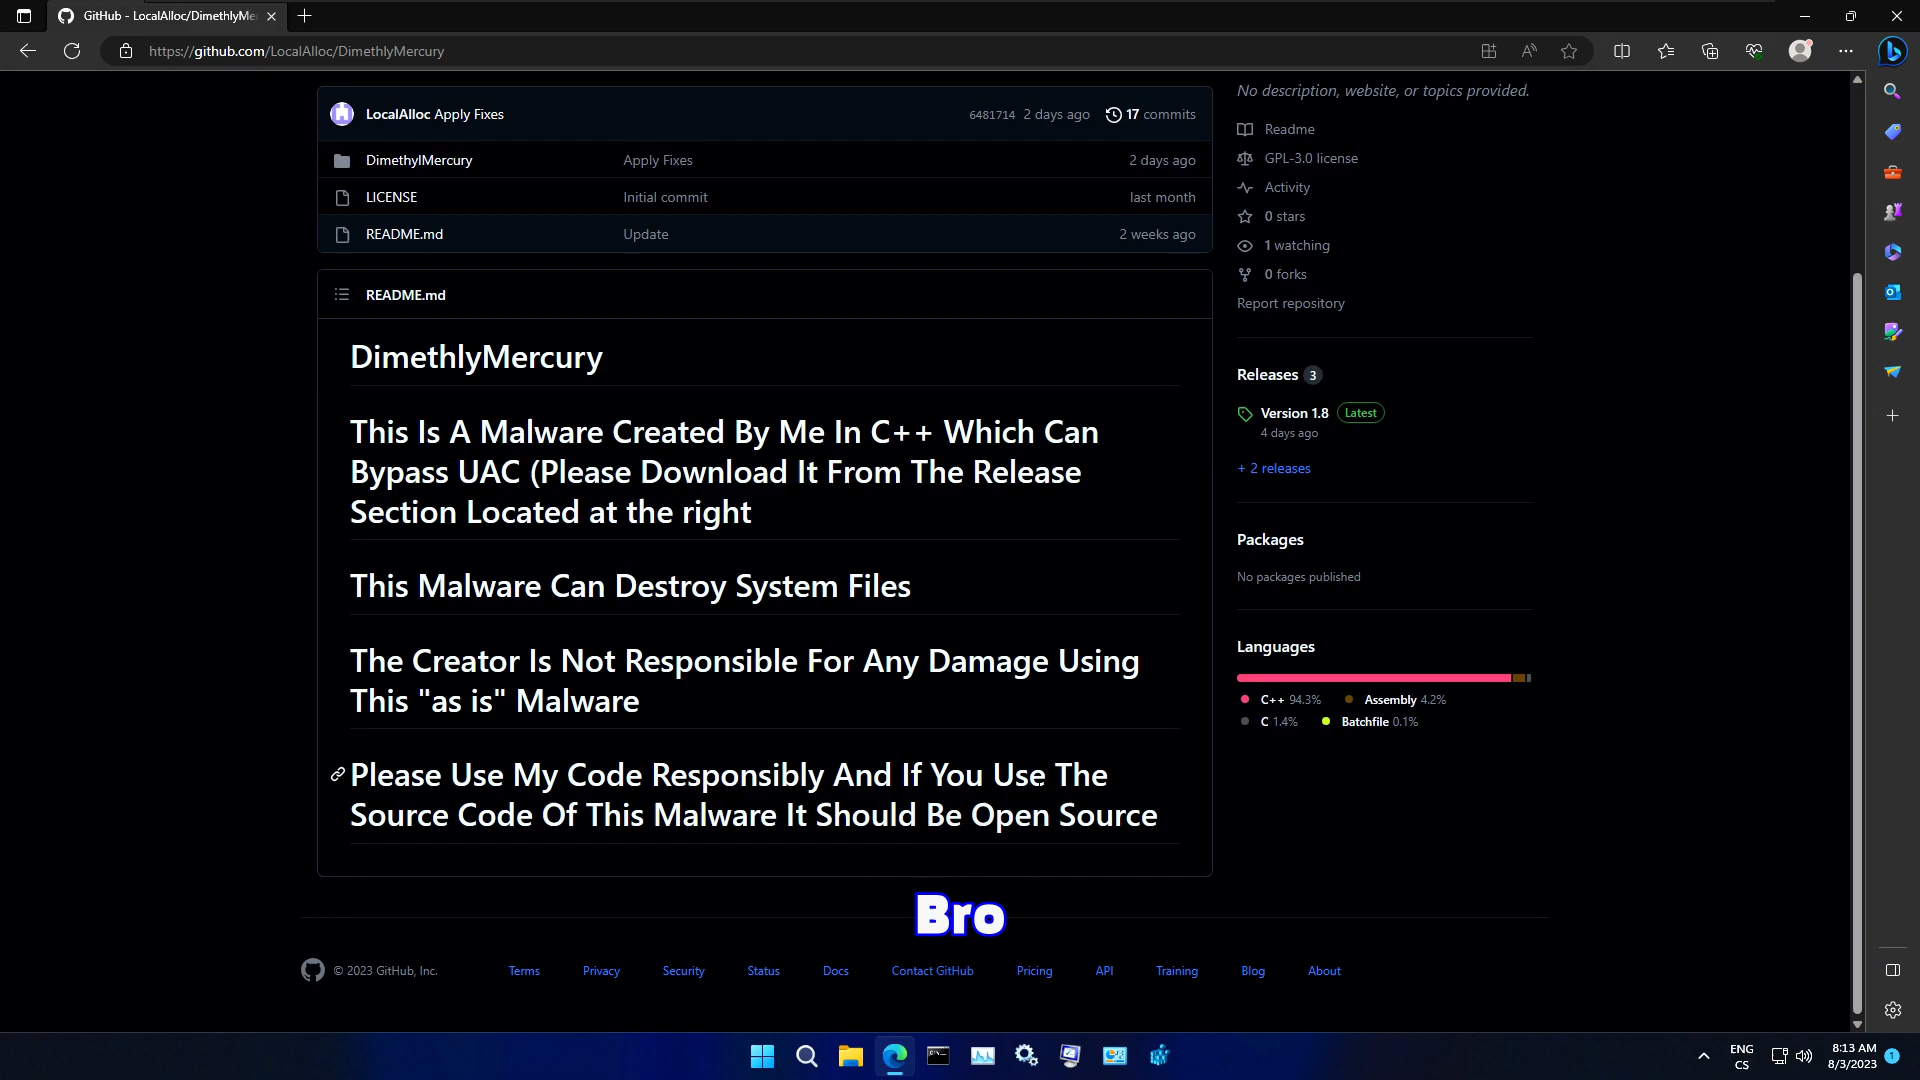 GitHub - LocalAlloc/DimethlyMe
https://github.com/LocalAlloc/DimethlyMercury
LocalAlloc Apply Fixes
6481714 2 days ago 17 commits
DimethylMercury Apply Fixes 2 days ago
LICENSE Initial commit last month
README.md Update 2 weeks ago
README.md
DimethlyMercury
This Is A Malware Created By Me In C++ Which Can
Bypass UAC (Please Download It From The Release
Section Located at the right
This Malware Can Destroy System Files
The Creator Is Not Responsible For Any Damage Using
This "as is" Malware
Please Use My Code Responsibly And If You Use The
Source Code Of This Malware It Should Be Open Source
No description, website, or topics provided.
Readme
GPL-3.0 license
Activity
0 stars
1 watching
0 forks
Report repository
Releases 3
Version 1.8 Latest
4 days ago
+ 2 releases
Packages
No packages published
Languages
C++ 94.3% Assembly 4.2%
C 1.4% Batchfile 0.1%
Bro
© 2023 GitHub, Inc. Terms Privacy Security Status Docs Contact GitHub Pricing API Training Blog About
ENG
CS
8:13 AM
8/3/2023
1